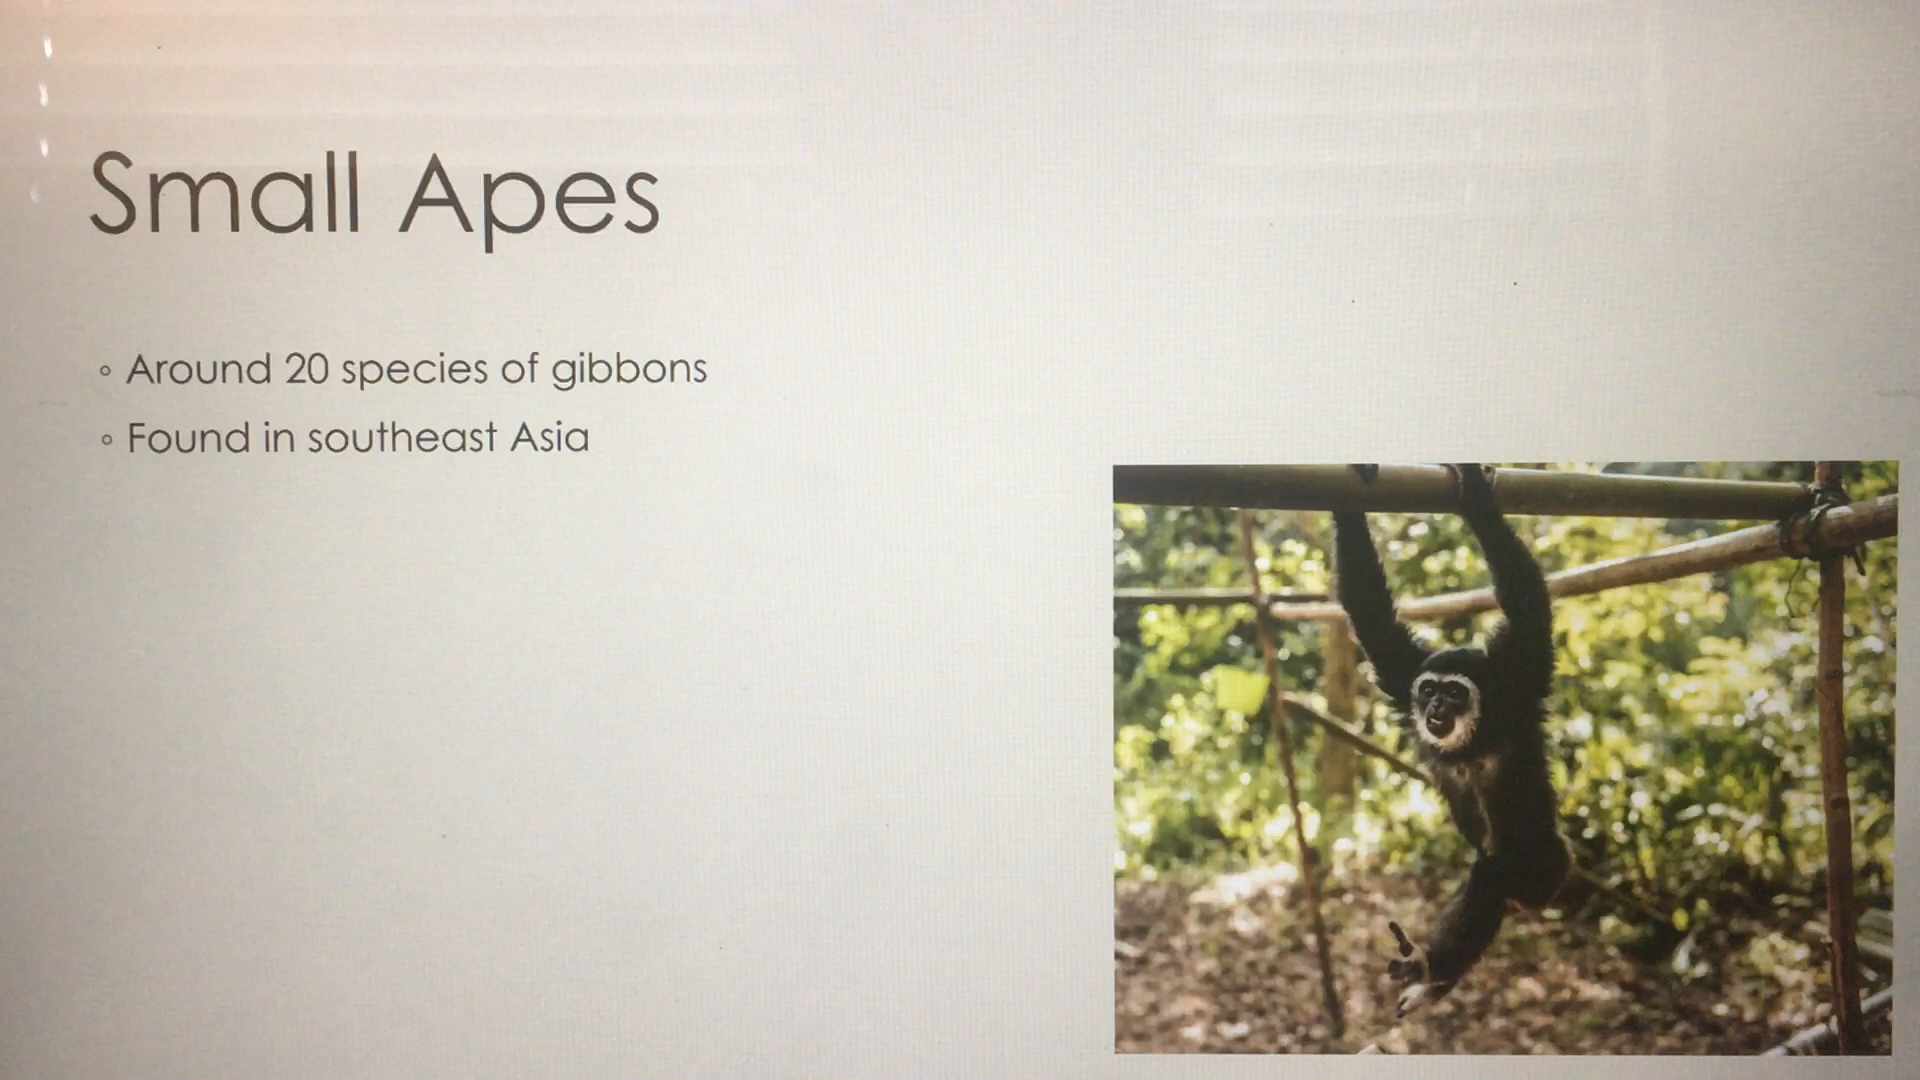 Small Apes
◦ Around 20 species of gibbons
◦ Found in southeast Asia